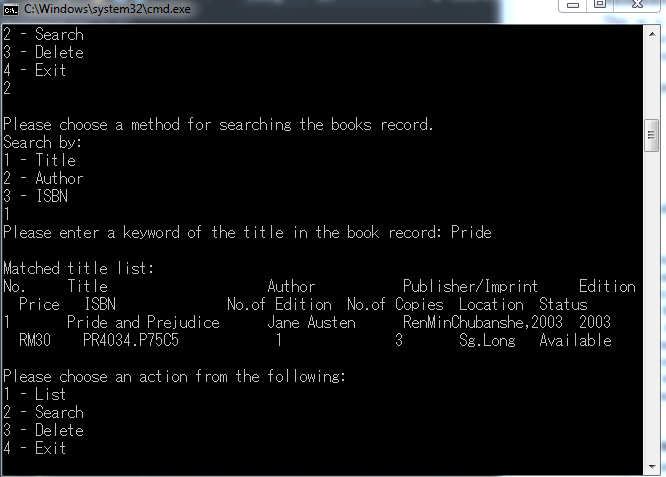 C:\Windows\system32\cmd.exe
2 - Search
3 - Delete
4 - Exit
2
Please choose a method for searching the books record.
Search by:
1 - Title
2 - Author
3 - ISBN
1
Please enter a keyword of the title in the book record: Pride
Matched title list:
No. Title Author Publisher/Imprint Edition
Price ISBN No.of Edition No.of Copies Location Status
1 Pride and Prejudice Jane Austen RenMinChubanshe,2003 2003
RM30 PR4034.P75C5 1 3 Sg.Long Available
Please choose an action from the following:
1 - List
2 - Search
3 - Delete
4 - Exit